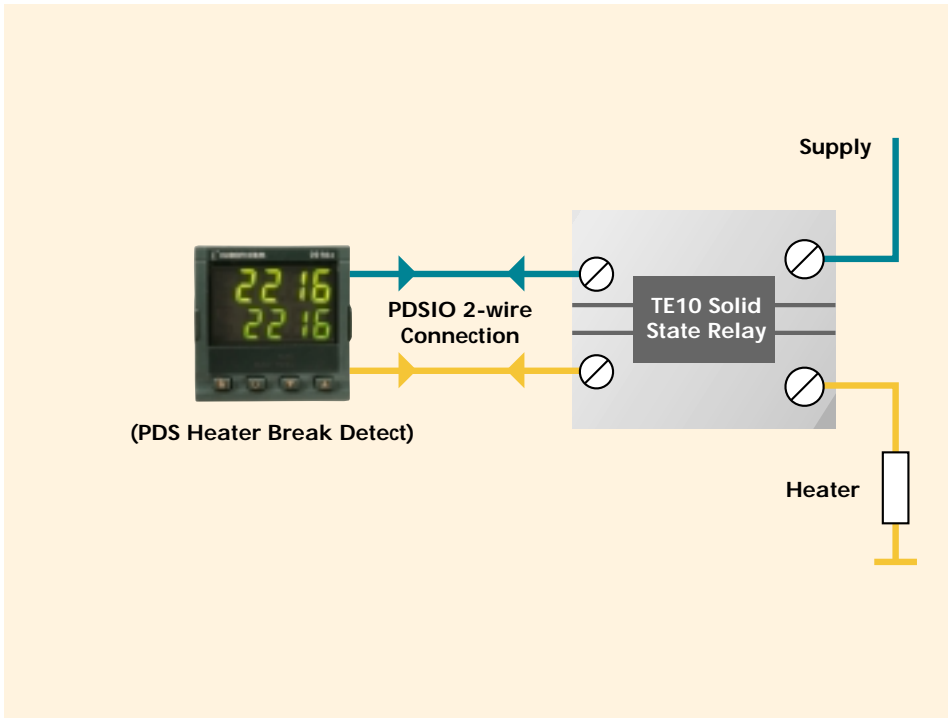 Supply
2216
2216
PDSIO 2-wire
Connection
TE10 Solid
State Relay
(PDS Heater Break Detect)
Heater